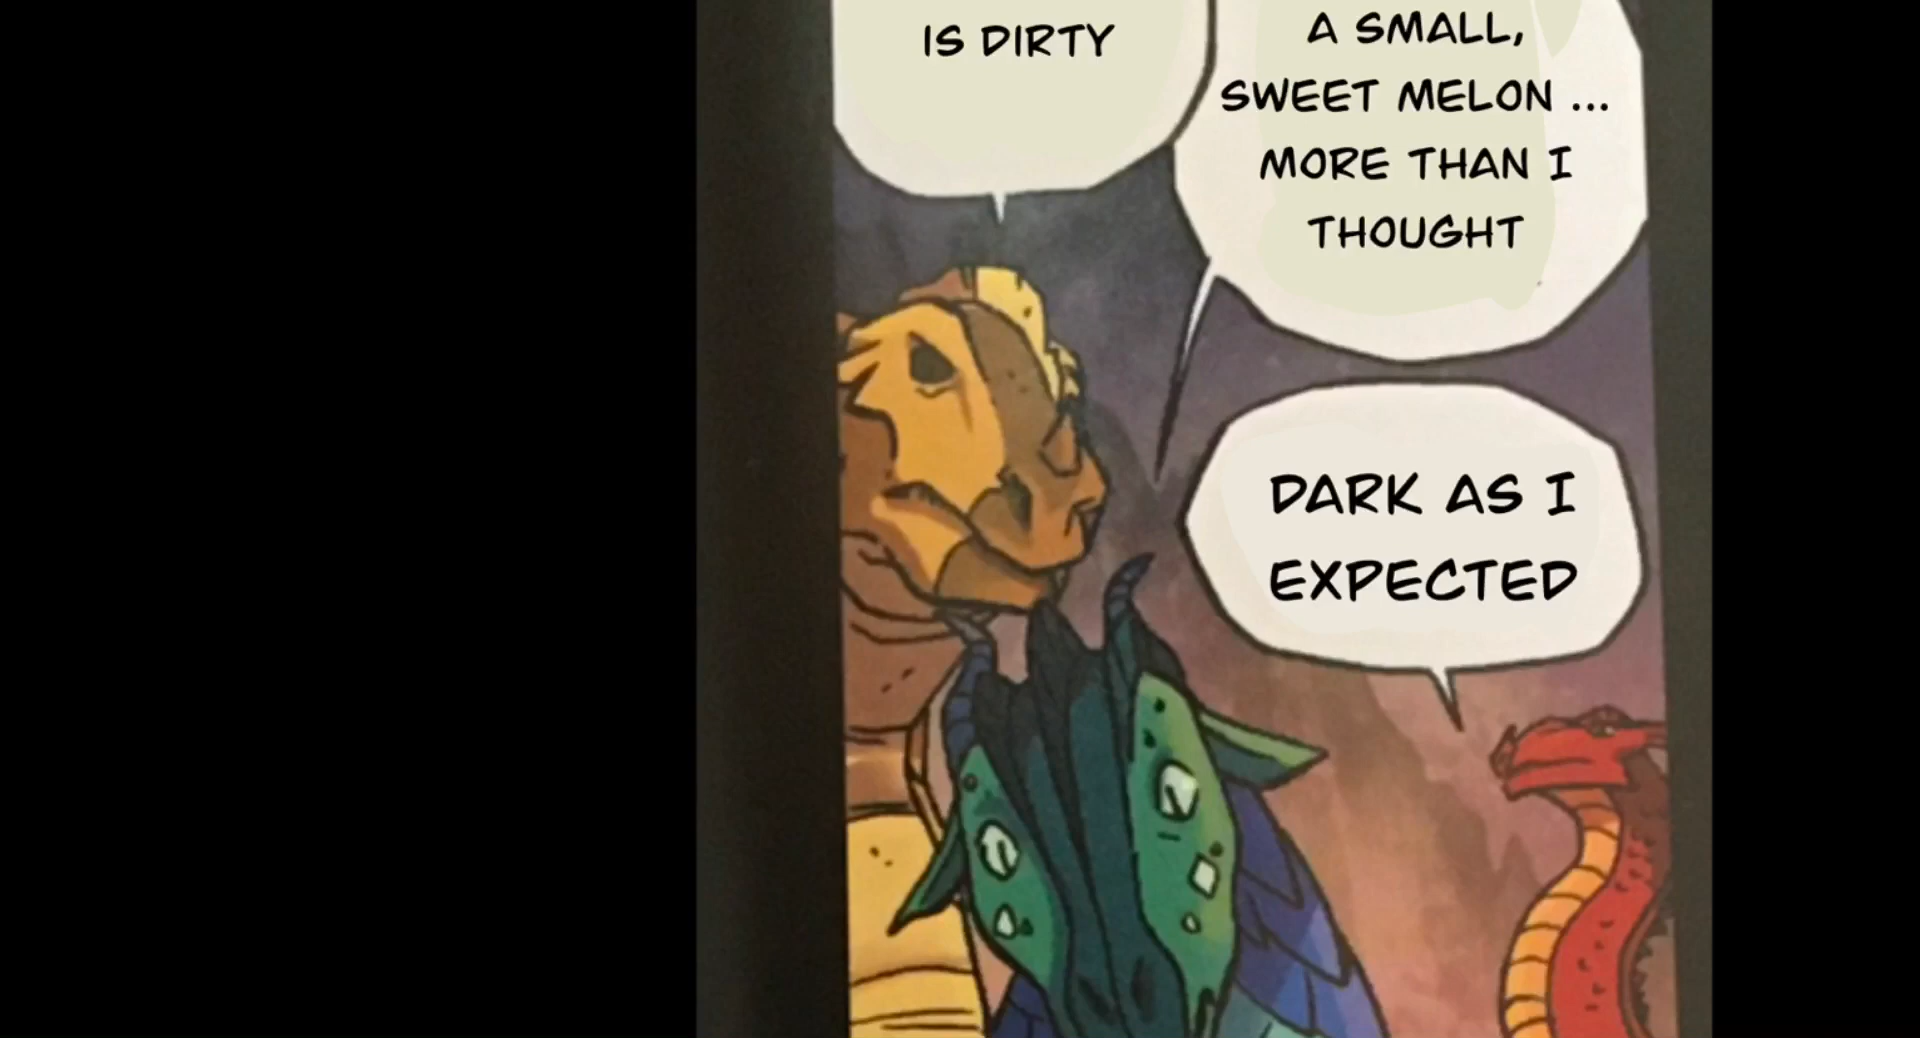 IS DIRTY
A SMALL,
SWEET MELON ...
MORE THAN I
THOUGHT
DARK AS I
EXPECTED